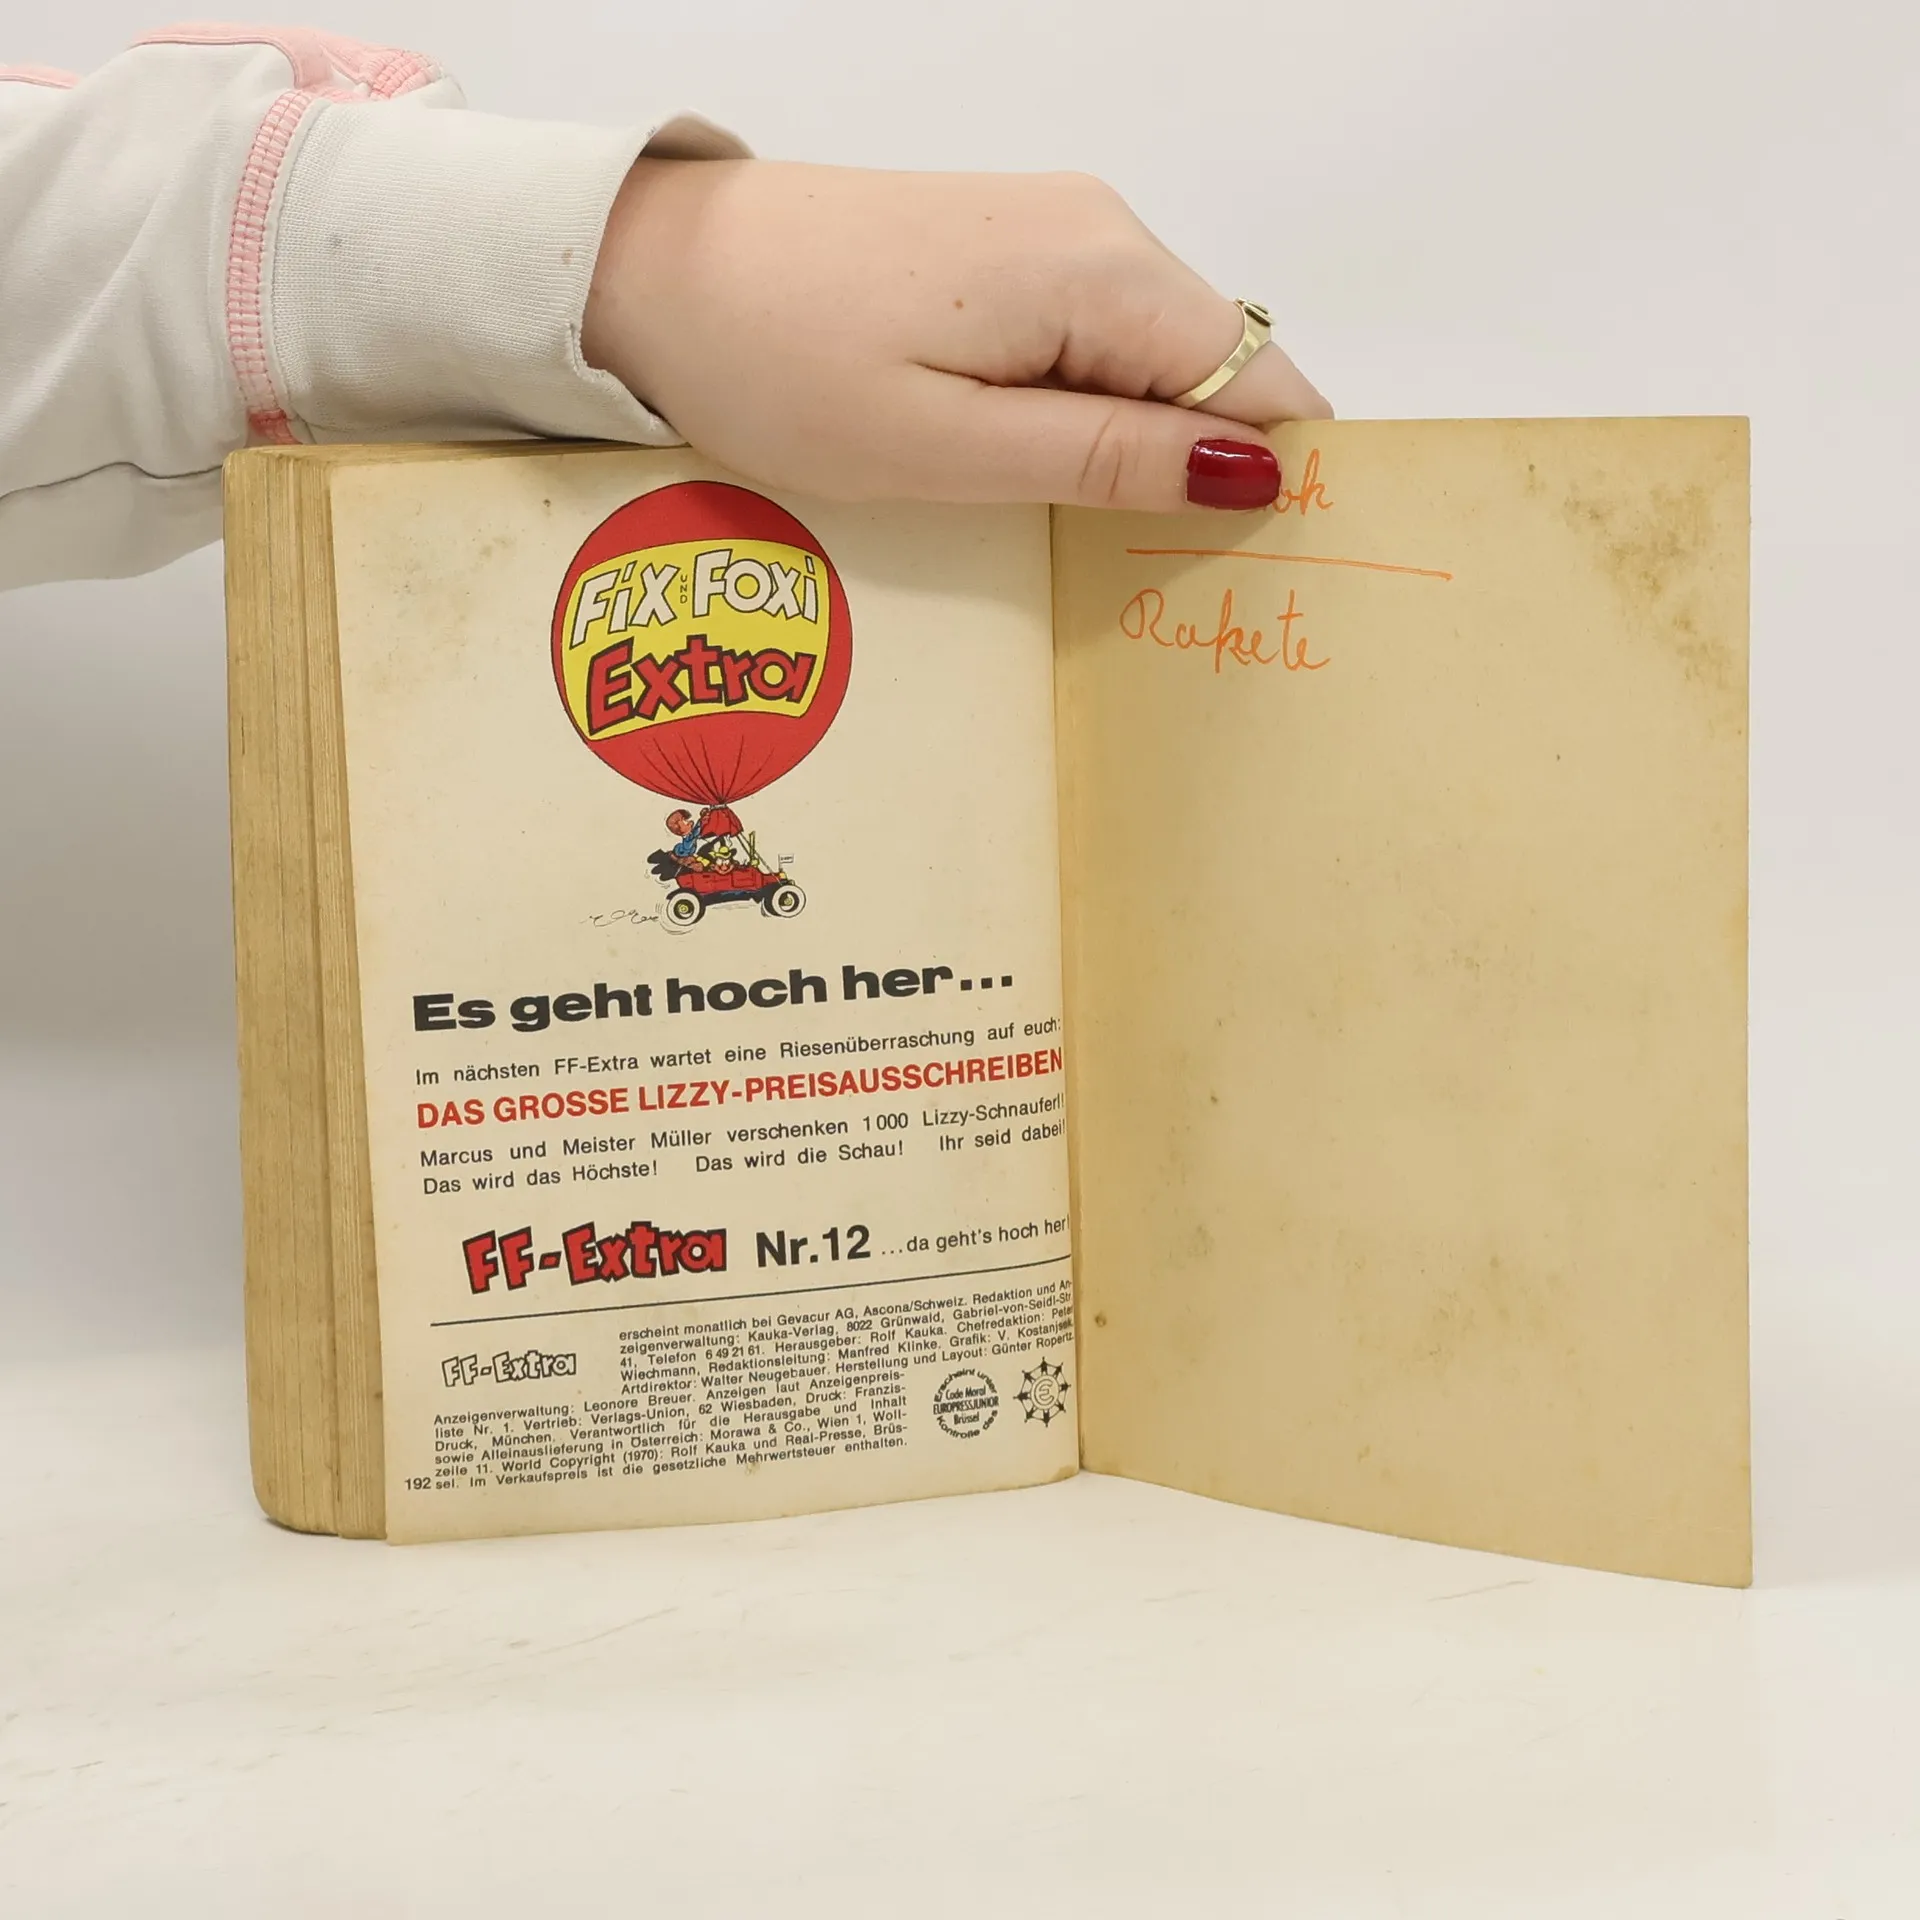 FiX UND FOXi
Extra
Es geht hoch her...
Im nächsten FF-Extra wartet eine Riesenüberraschung auf euch:
DAS GROSSE LIZZY-PREISAUSSCHREIBEN
Marcus und Meister Müller verschenken 1000 Lizzy-Schnauferl!
Das wird das Höchste! Das wird die Schau! Ihr seid dabei!
FF-Extra Nr.12 ...da geht's hoch her!
erscheint monatlich bei Gevacur AG, Ascona/Schweiz. Redaktion und An-
zeigenverwaltung: Kauka-Verlag, 8022 Grünwald, Gabriel-von-Seidl-Str.
41, Telefon 6 49 21 61. Herausgeber: Rolf Kauka. Chefredaktion: Peter
Wiechmann, Redaktionsleitung: Manfred Klinke. Grafik: V. Kostanjsek.
Artdirektor: Walter Neugebauer. Herstellung und Layout: Günter Ropertz.
FF-Extra
Anzeigenverwaltung: Leonore Breuer. Anzeigen laut Anzeigenpreis-
liste Nr. 1. Vertrieb: Verlags-Union, 62 Wiesbaden, Druck: Franzis-
Druck, München. Verantwortlich für die Herausgabe und Inhalt
sowie Alleinauslieferung in Österreich: Morawa & Co., Wien 1, Woll-
zeile 11. World Copyright (1970): Rolf Kauka und Real-Presse, Brüs-
192 sel. Im Verkaufspreis ist die gesetzliche Mehrwertsteuer enthalten.
Erscheint unter
Code Moral
EUROPRESSJUNIOR
Brüssel
Kontrolle des
Rakete